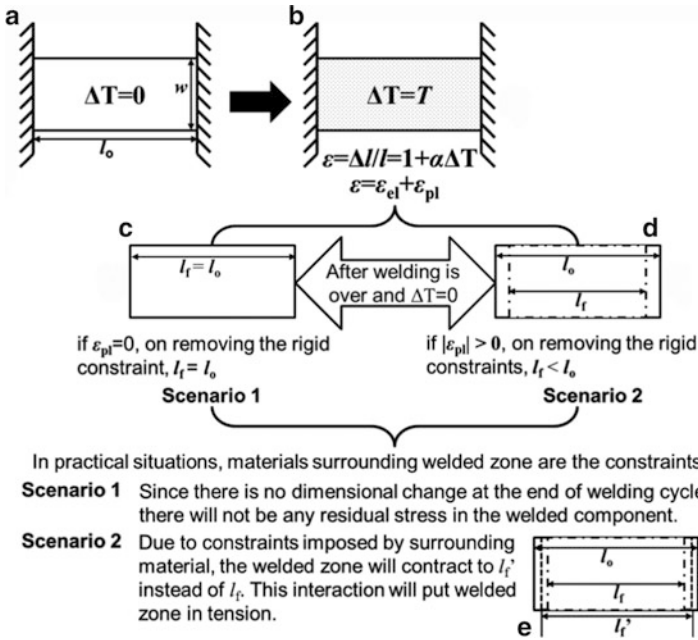 a
b
ΔT=0
w
lo
ΔT=T
ε=Δl/l=1+αΔT
ε=εel+εpl
c
d
lf = lo
After welding is
over and ΔT=0
lo
lf
if εpl=0, on removing the rigid
constraint, lf = lo
Scenario 1
if |εpl| > 0, on removing the rigid
constraints, lf < lo
Scenario 2
In practical situations, materials surrounding welded zone are the constraints
Scenario 1 Since there is no dimensional change at the end of welding cycle
there will not be any residual stress in the welded component.
Scenario 2 Due to constraints imposed by surrounding
material, the welded zone will contract to lf’
instead of lf. This interaction will put welded
zone in tension.
lo
lf
e
lf’